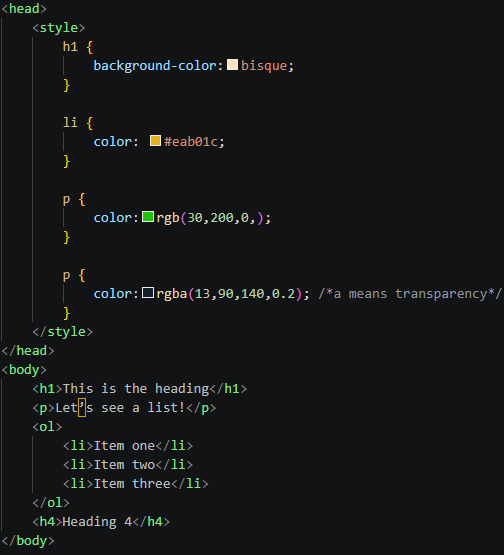 <head>
    <style>
        h1 {
            background-color: bisque;
        }

        li {
            color: #eab01c;
        }

        p {
            color: rgb(30,200,0,);
        }

        p {
            color: rgba(13,90,140,0.2); /*a means transparency*/
        }
    </style>
</head>
<body>
    <h1>This is the heading</h1>
    <p>Let’s see a list!</p>
    <ol>
        <li>Item one</li>
        <li>Item two</li>
        <li>Item three</li>
    </ol>
    <h4>Heading 4</h4>
</body>